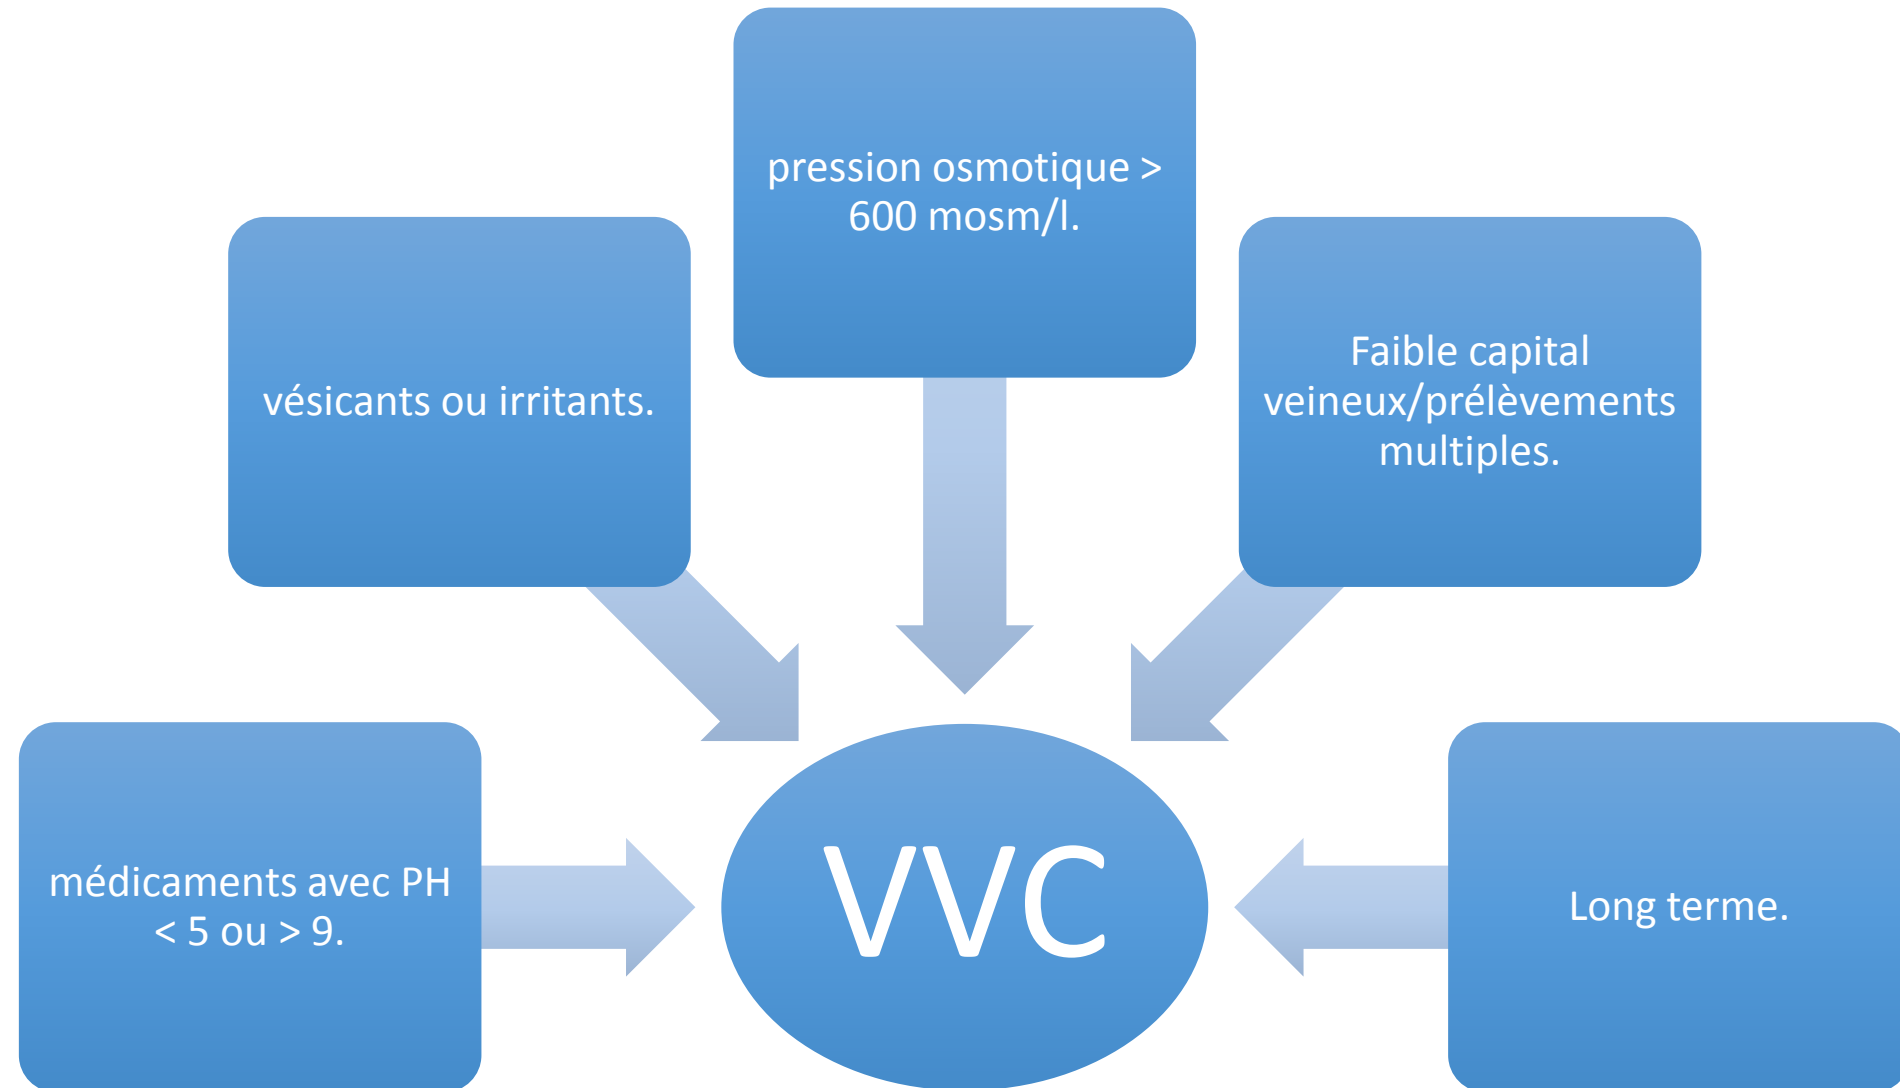 pression osmotique >
600 mosm/l.
vésicants ou irritants.
Faible capital
veineux/prélèvements
multiples.
médicaments avec PH
< 5 ou > 9.
VVC
Long terme.